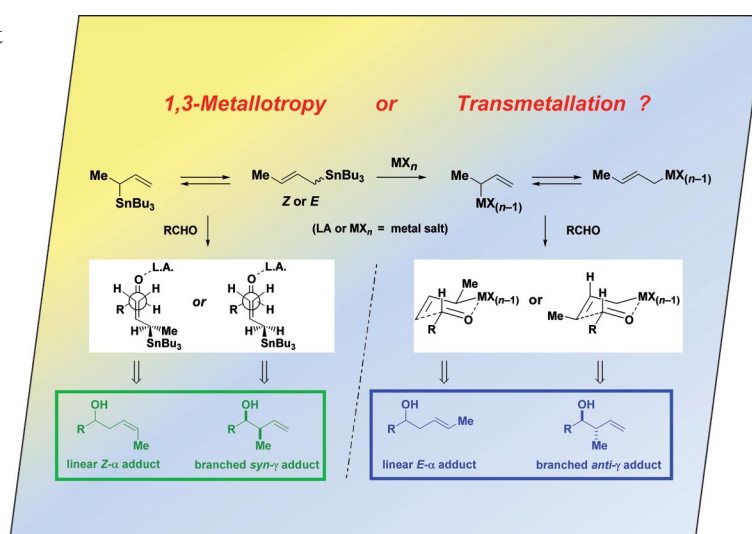 t
1,3-Metallotropy or Transmetallation ?
Me
SnBu3
Me
SnBu3
Z or E
MXn
Me
MX(n–1)
Me
MX(n–1)
RCHO
(LA or MXn = metal salt)
RCHO
L.A.
O
H H
R H
H Me
SnBu3
or
L.A.
O
H H
R H
H H
SnBu3
Me
H
MX(n–1)
O
R
or
H
H
MX(n–1)
Me
O
R
OH
R
Me
linear Z-α adduct
OH
R
Me
branched syn-γ adduct
OH
R
Me
linear E-α adduct
OH
R
Me
branched anti-γ adduct